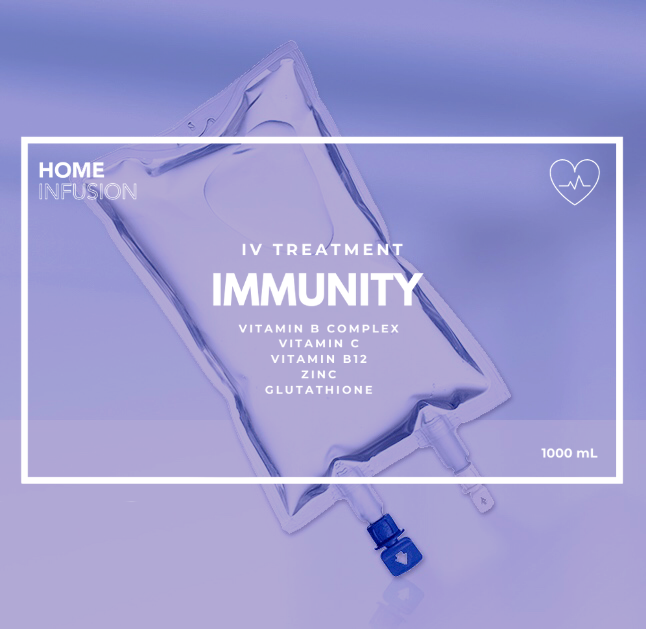 HOME
INFUSION
IV TREATMENT
IMMUNITY
VITAMIN B COMPLEX
VITAMIN C
VITAMIN B12
ZINC
GLUTATHIONE
1000 mL